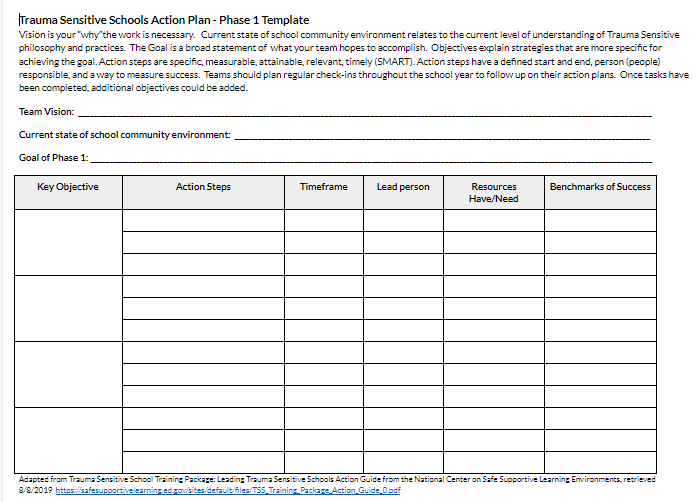 Trauma Sensitive Schools Action Plan - Phase 1 Template
Vision is your "why"the work is necessary. Current state of school community environment relates to the current level of understanding of Trauma Sensitive
philosophy and practices. The Goal is a broad statement of what your team hopes to accomplish. Objectives explain strategies that are more specific for
achieving the goal. Action steps are specific, measurable, attainable, relevant, timely (SMART). Action steps have a defined start and end, person (people)
responsible, and a way to measure success. Teams should plan regular check-ins throughout the school year to follow up on their action plans. Once tasks have
been completed, additional objectives could be added.
Team Vision:
Current state of school community environment:
Goal of Phase 1:
Key Objective Action Steps Timeframe Lead person Resources Benchmarks of Success
Have/Need
Adapted from Trauma Sensitive School Training Package: Leading Trauma Sensitive Schools Action Guide from the National Center on Safe Supportive Learning Environments, retrieved
8/8/2019 https://safesupportivelearning.ed.gov/sites/default/files/TSS_Training_Package_Action_Guide_0.pdf